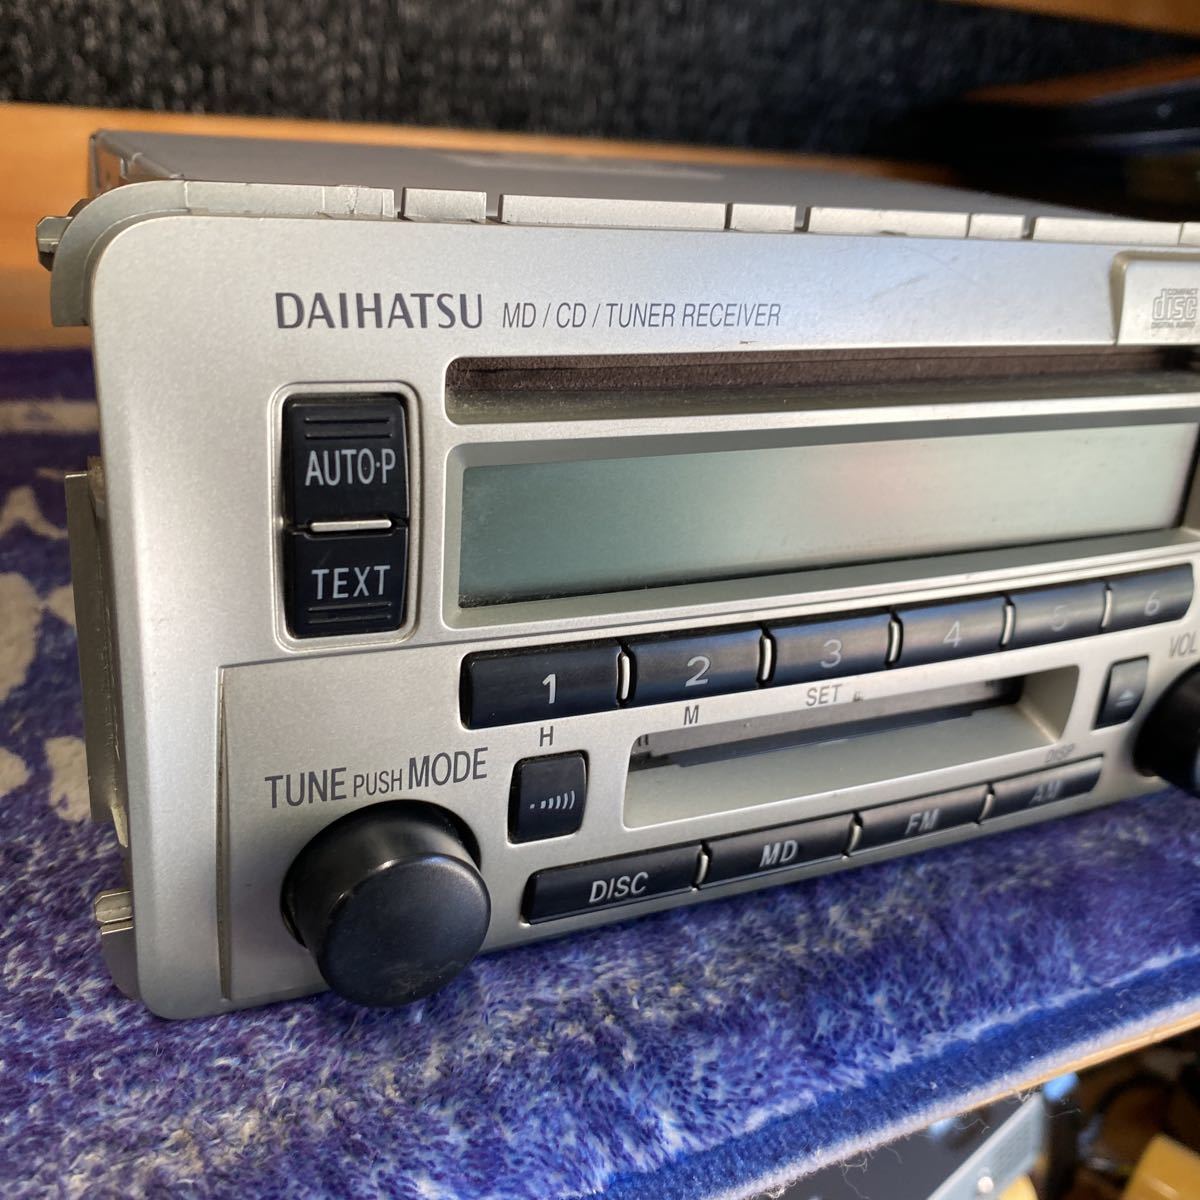 DAIHATSU MD / CD / TUNER RECEIVER
COMPACT
disc
DIGITAL AUDIO
AUTO·P
TEXT
1 2 3 4 5 6
H M SET
VOL
TUNE PUSH MODE
DISP
DISC MD FM AM